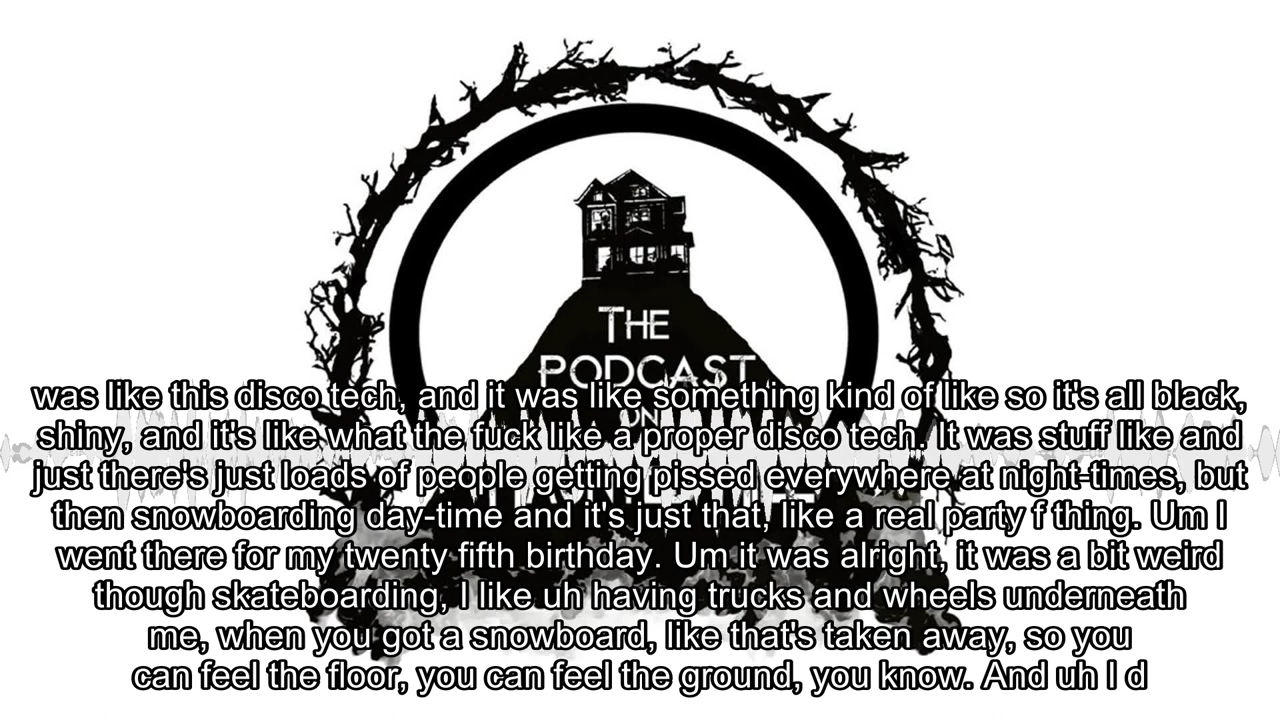 THE
PODCAST
ON
was like this disco tech, and it was like something kind of like so it's all black,
shiny, and it's like what the fuck like a proper disco tech. It was stuff like and
just there's just loads of people getting pissed everywhere at night-times, but
then snowboarding day-time and it's just that, like a real party f thing. Um I
went there for my twenty fifth birthday. Um it was alright, it was a bit weird
though skateboarding, I like uh having trucks and wheels underneath
me, when you got a snowboard, like that's taken away, so you
can feel the floor, you can feel the ground, you know. And uh I d